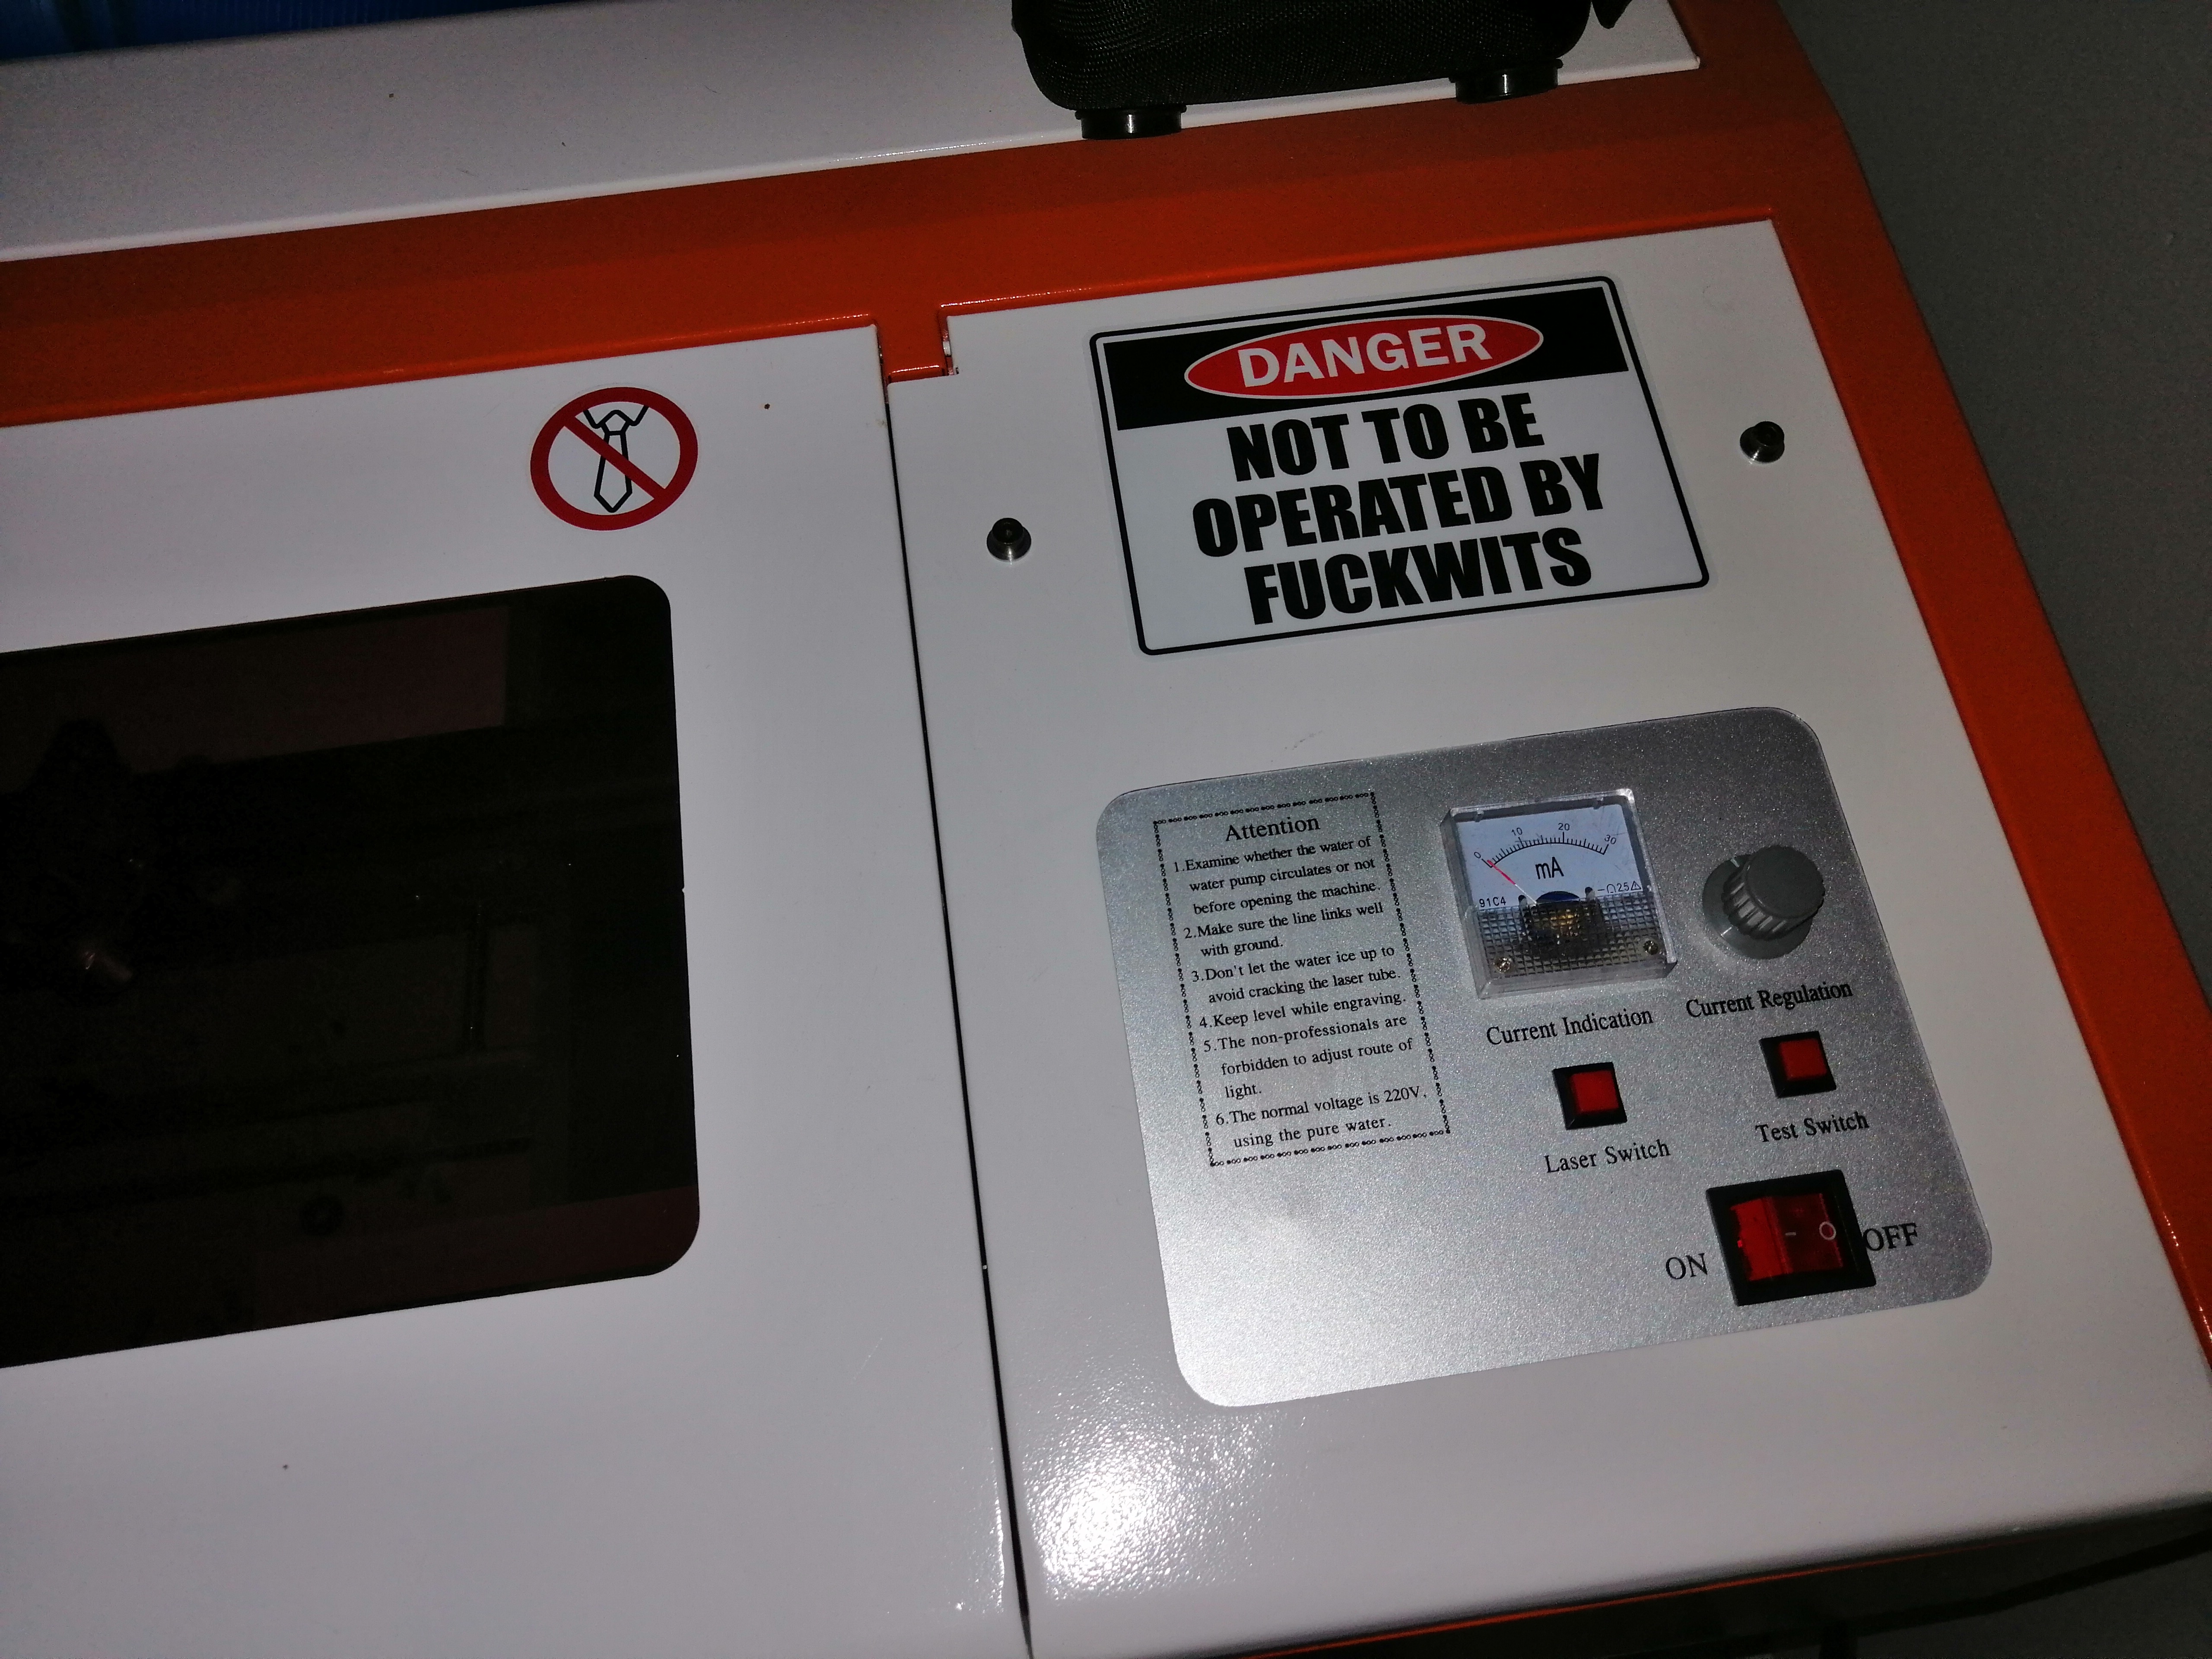 DANGER
NOT TO BE
OPERATED BY
FUCKWITS
Attention
1.Examine whether the water of
water pump circulates or not
before opening the machine.
2.Make sure the line links well
with ground.
3.Don't let the water ice up to
avoid cracking the laser tube.
4.Keep level while engraving.
5.The non-professionals are
forbidden to adjust route of
light.
6.The normal voltage is 220V,
using the pure water.
0 10 20 30
mA
91C4
2.5
Current Indication
Current Regulation
Laser Switch
Test Switch
ON
OFF